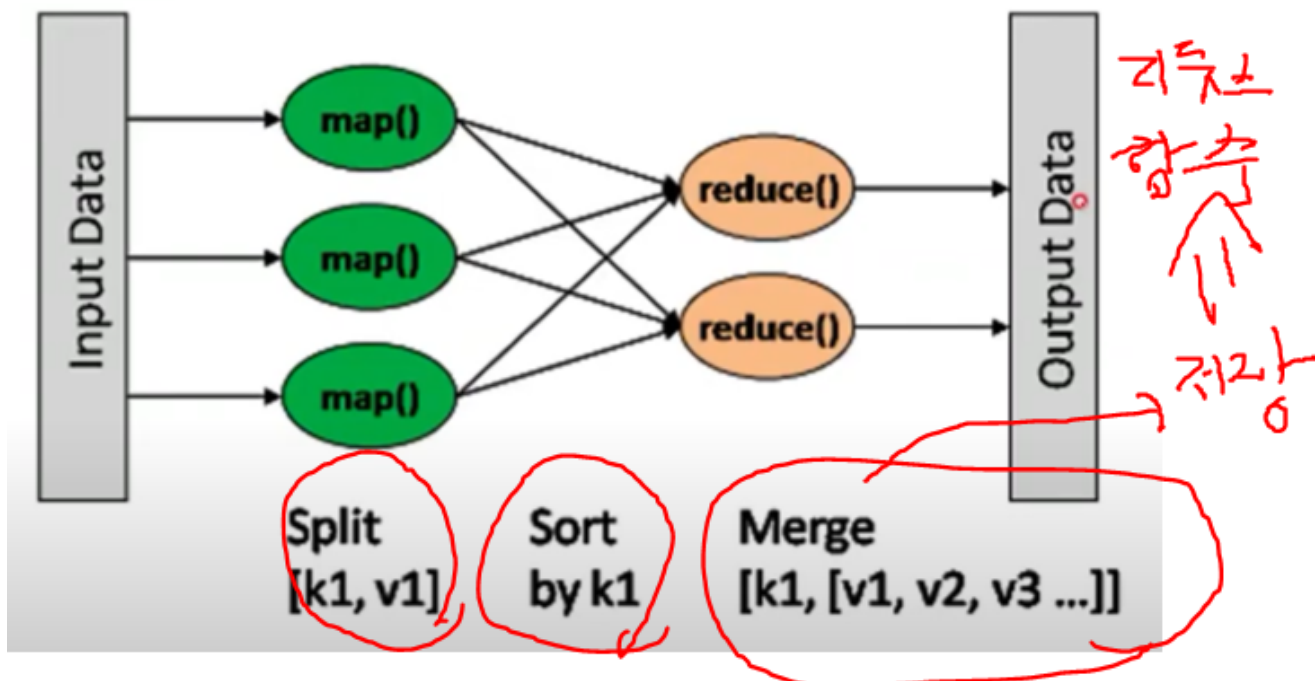 Input Data
map()
map()
map()
reduce()
reduce()
Output Data
리듀스
함수
저장
Split
[k1, v1]
Sort
by k1
Merge
[k1, [v1, v2, v3 ...]]